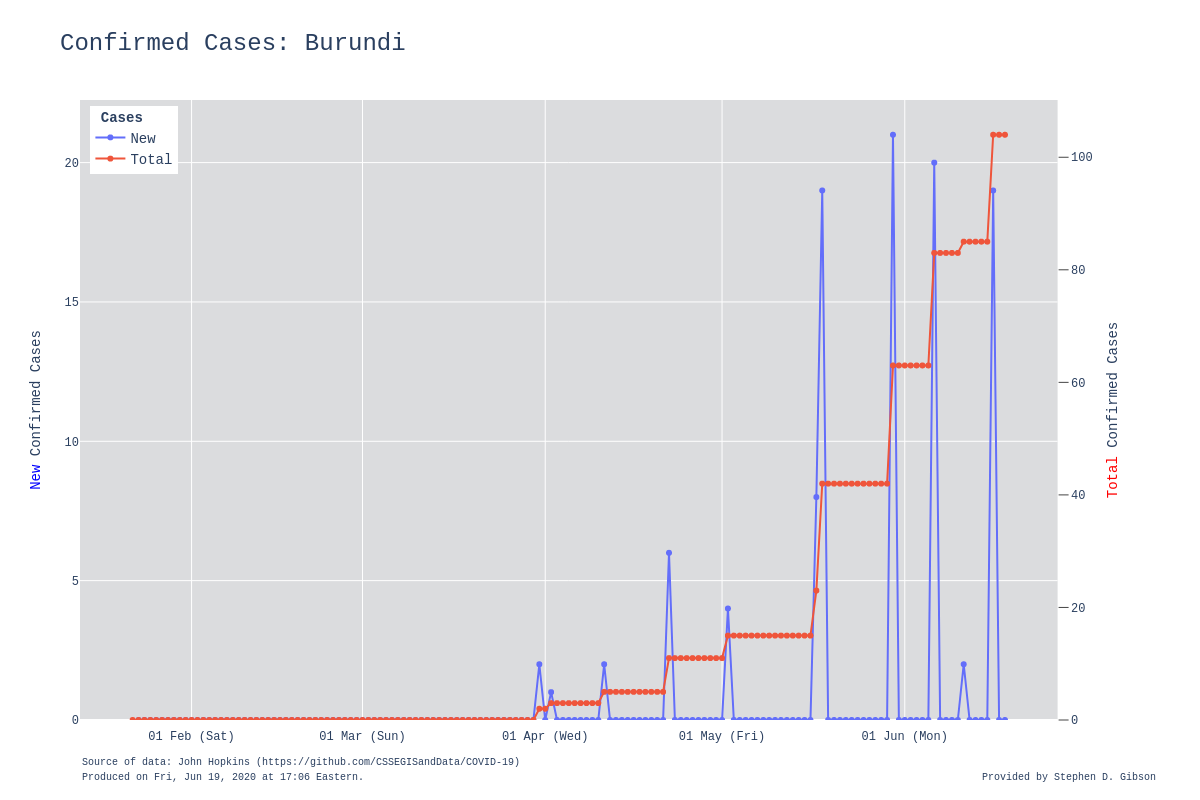 Confirmed Cases: Burundi
Cases
New
Total
20
15
10
5
0
100
80
60
40
20
0
New Confirmed Cases
Total Confirmed Cases
01 Feb (Sat)
01 Mar (Sun)
01 Apr (Wed)
01 May (Fri)
01 Jun (Mon)
Source of data: John Hopkins (https://github.com/CSSEGISandData/COVID-19)
Produced on Fri, Jun 19, 2020 at 17:06 Eastern.
Provided by Stephen D. Gibson